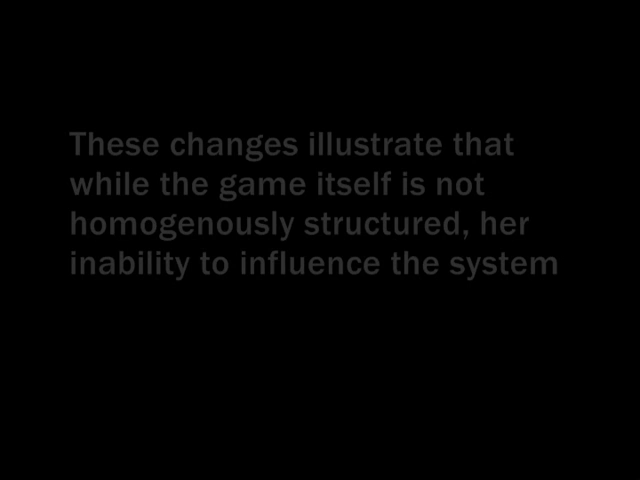 These changes illustrate that
while the game itself is not
homogenously structured, her
inability to influence the system